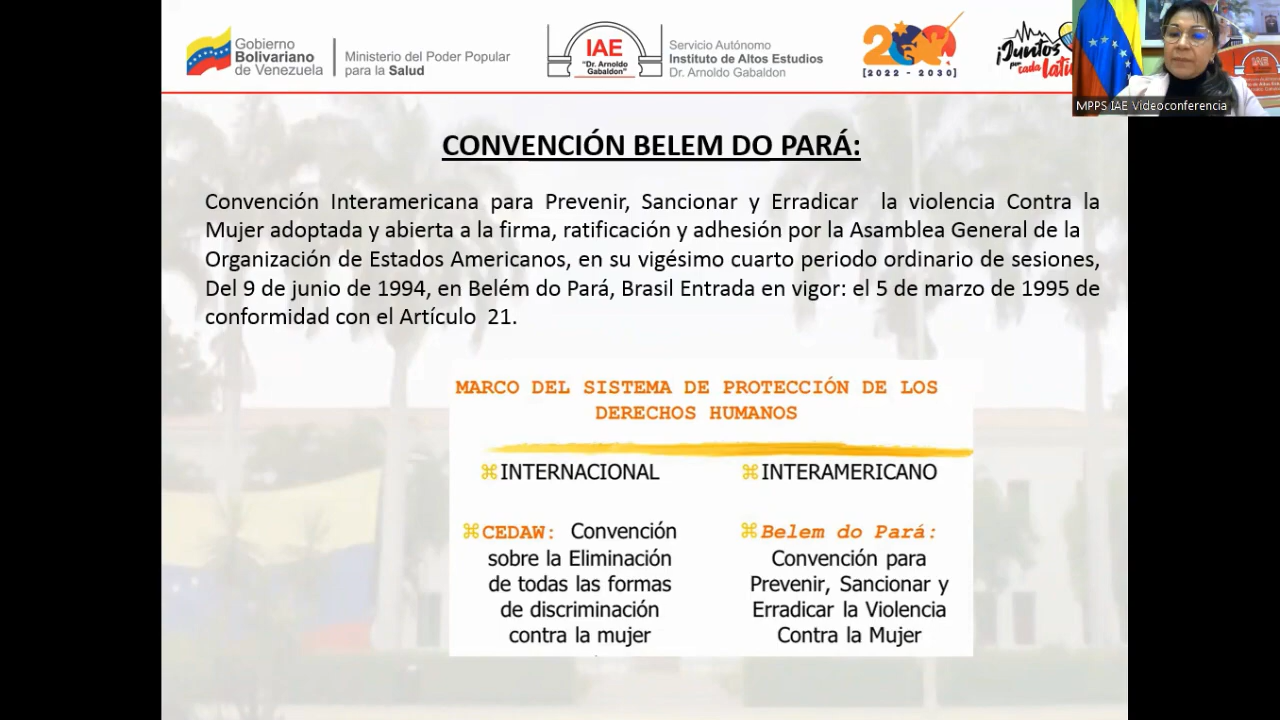 Gobierno
Bolivariano
de Venezuela
Ministerio del Poder Popular
para la Salud
IAE
"Dr. Arnoldo
Gabaldon"
Servicio Autónomo
Instituto de Altos Estudios
Dr. Arnoldo Gabaldon
200
[2022 - 2030]
¡Juntos
por cada
MPPS IAE Videoconferencia
CONVENCIÓN BELEM DO PARÁ:
Convención Interamericana para Prevenir, Sancionar y Erradicar la violencia Contra la
Mujer adoptada y abierta a la firma, ratificación y adhesión por la Asamblea General de la
Organización de Estados Americanos, en su vigésimo cuarto periodo ordinario de sesiones,
Del 9 de junio de 1994, en Belém do Pará, Brasil Entrada en vigor: el 5 de marzo de 1995 de
conformidad con el Artículo 21.
MARCO DEL SISTEMA DE PROTECCIÓN DE LOS
DERECHOS HUMANOS
INTERNACIONAL
CEDAW: Convención
sobre la Eliminación
de todas las formas
de discriminación
contra la mujer
INTERAMERICANO
Belem do Pará:
Convención para
Prevenir, Sancionar y
Erradicar la Violencia
Contra la Mujer